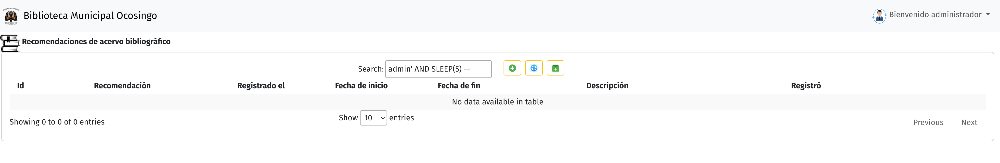 Biblioteca Municipal Ocosingo
Bienvenido administrador
Recomendaciones de acervo bibliográfico
Search: admin' AND SLEEP(5) --
Id Recomendación Registrado el Fecha de inicio Fecha de fin Descripción Registró
No data available in table
Showing 0 to 0 of 0 entries
Show 10 entries
Previous Next